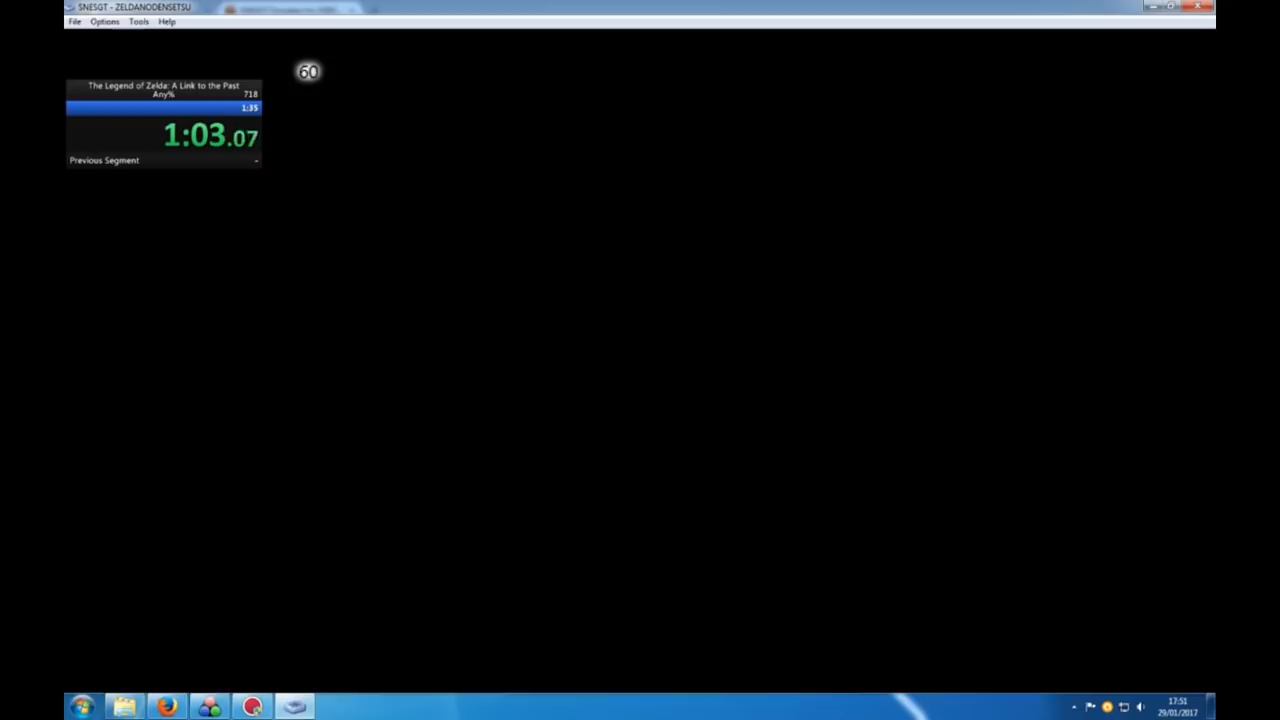 SNESGT - ZELDANODENSETSU
File Options Tools Help
60
The Legend of Zelda: A Link to the Past
Any% 718
1:35
1:03.07
Previous Segment -
17:51
29/01/2017